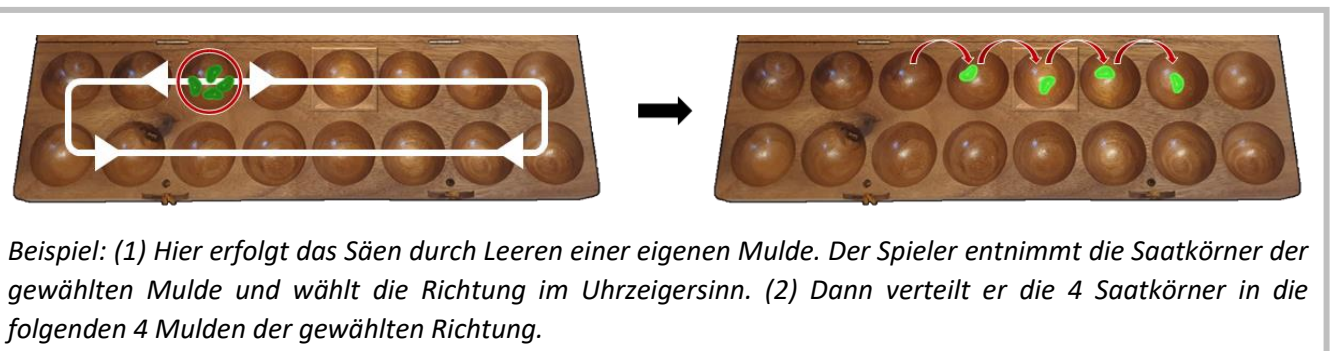 Beispiel: (1) Hier erfolgt das Säen durch Leeren einer eigenen Mulde. Der Spieler entnimmt die Saatkörner der
gewählten Mulde und wählt die Richtung im Uhrzeigersinn. (2) Dann verteilt er die 4 Saatkörner in die
folgenden 4 Mulden der gewählten Richtung.